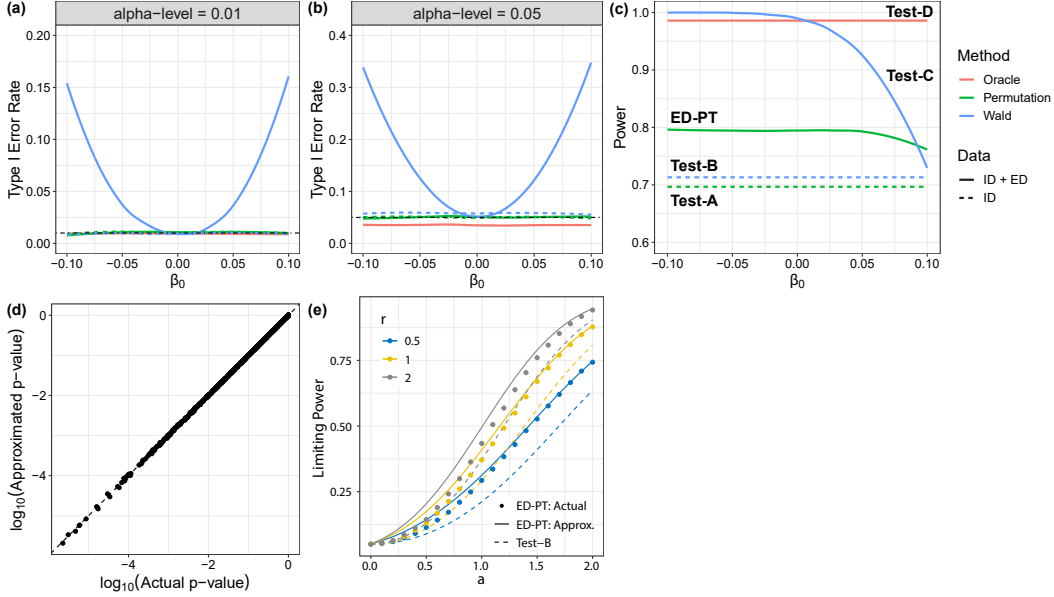 (a)
alpha-level = 0.01
Type I Error Rate
0.20
0.15
0.10
0.05
0.00
−0.10 −0.05 0.00 0.05 0.10
β0
(b)
alpha-level = 0.05
Type I Error Rate
0.4
0.3
0.2
0.1
0.0
−0.10 −0.05 0.00 0.05 0.10
β0
(c)
Power
1.0
0.9
0.8
0.7
0.6
Test-D
Test-C
ED-PT
Test-B
Test-A
−0.10 −0.05 0.00 0.05 0.10
β0
Method
Oracle
Permutation
Wald
Data
ID + ED
ID
(d)
log10(Approximated p−value)
0
−2
−4
−4 −2 0
log10(Actual p−value)
(e)
Limiting Power
0.75
0.50
0.25
r
0.5
1
2
ED−PT: Actual
ED−PT: Approx.
Test−B
0.0 0.5 1.0 1.5 2.0
a